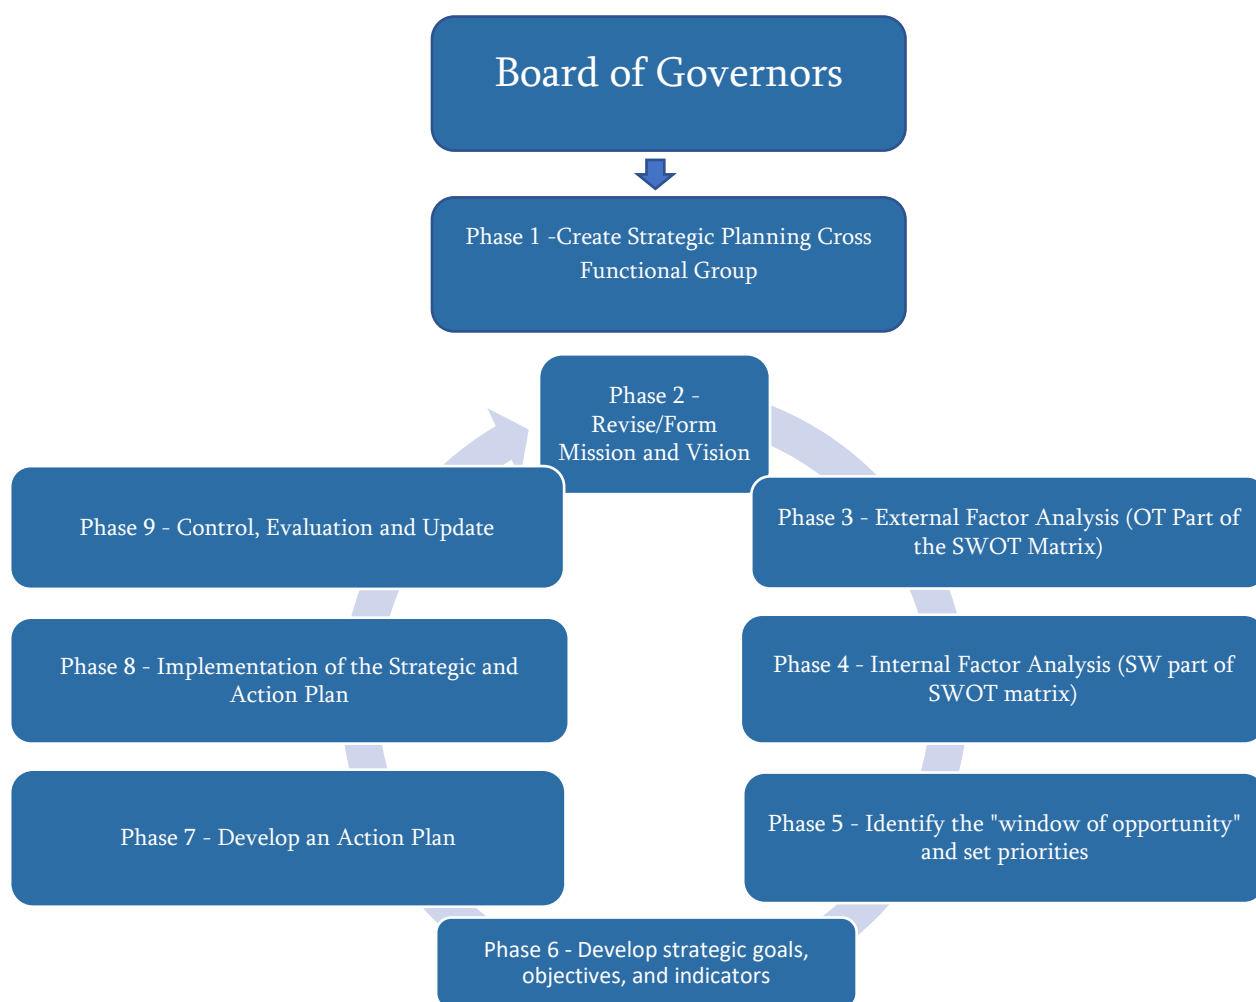 Board of Governors
Phase 1 -Create Strategic Planning Cross
Functional Group
Phase 2 -
Revise/Form
Mission and Vision
Phase 3 - External Factor Analysis (OT Part of
the SWOT Matrix)
Phase 4 - Internal Factor Analysis (SW part of
SWOT matrix)
Phase 5 - Identify the "window of opportunity"
and set priorities
Phase 6 - Develop strategic goals,
objectives, and indicators
Phase 7 - Develop an Action Plan
Phase 8 - Implementation of the Strategic and
Action Plan
Phase 9 - Control, Evaluation and Update